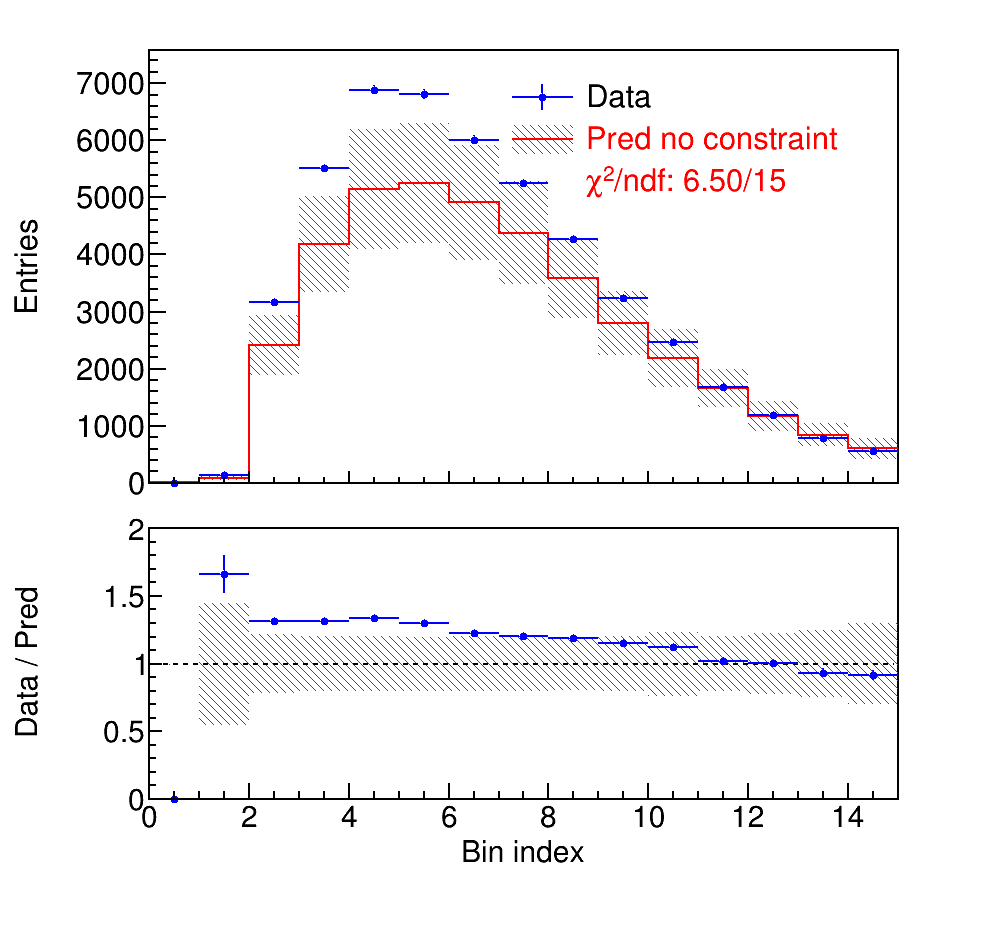 7000
6000
5000
4000
3000
2000
1000
0
Entries
Data
Pred no constraint
χ²/ndf: 6.50/15
2
1.5
1
0.5
0
Data / Pred
0 2 4 6 8 10 12 14
Bin index